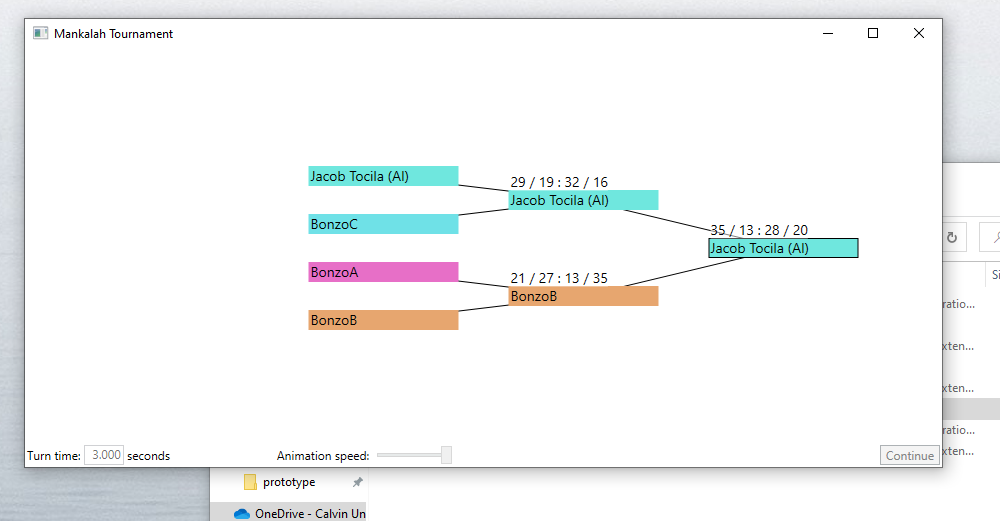 Mankalah Tournament
Jacob Tocila (AI)
29 / 19 : 32 / 16
Jacob Tocila (AI)
BonzoC
35 / 13 : 28 / 20
Jacob Tocila (AI)
BonzoA
21 / 27 : 13 / 35
BonzoB
BonzoB
Si
ratio...
xten...
xten...
ratio...
xten...
Turn time: 3.000 seconds
Animation speed:
Continue
prototype
OneDrive - Calvin Un